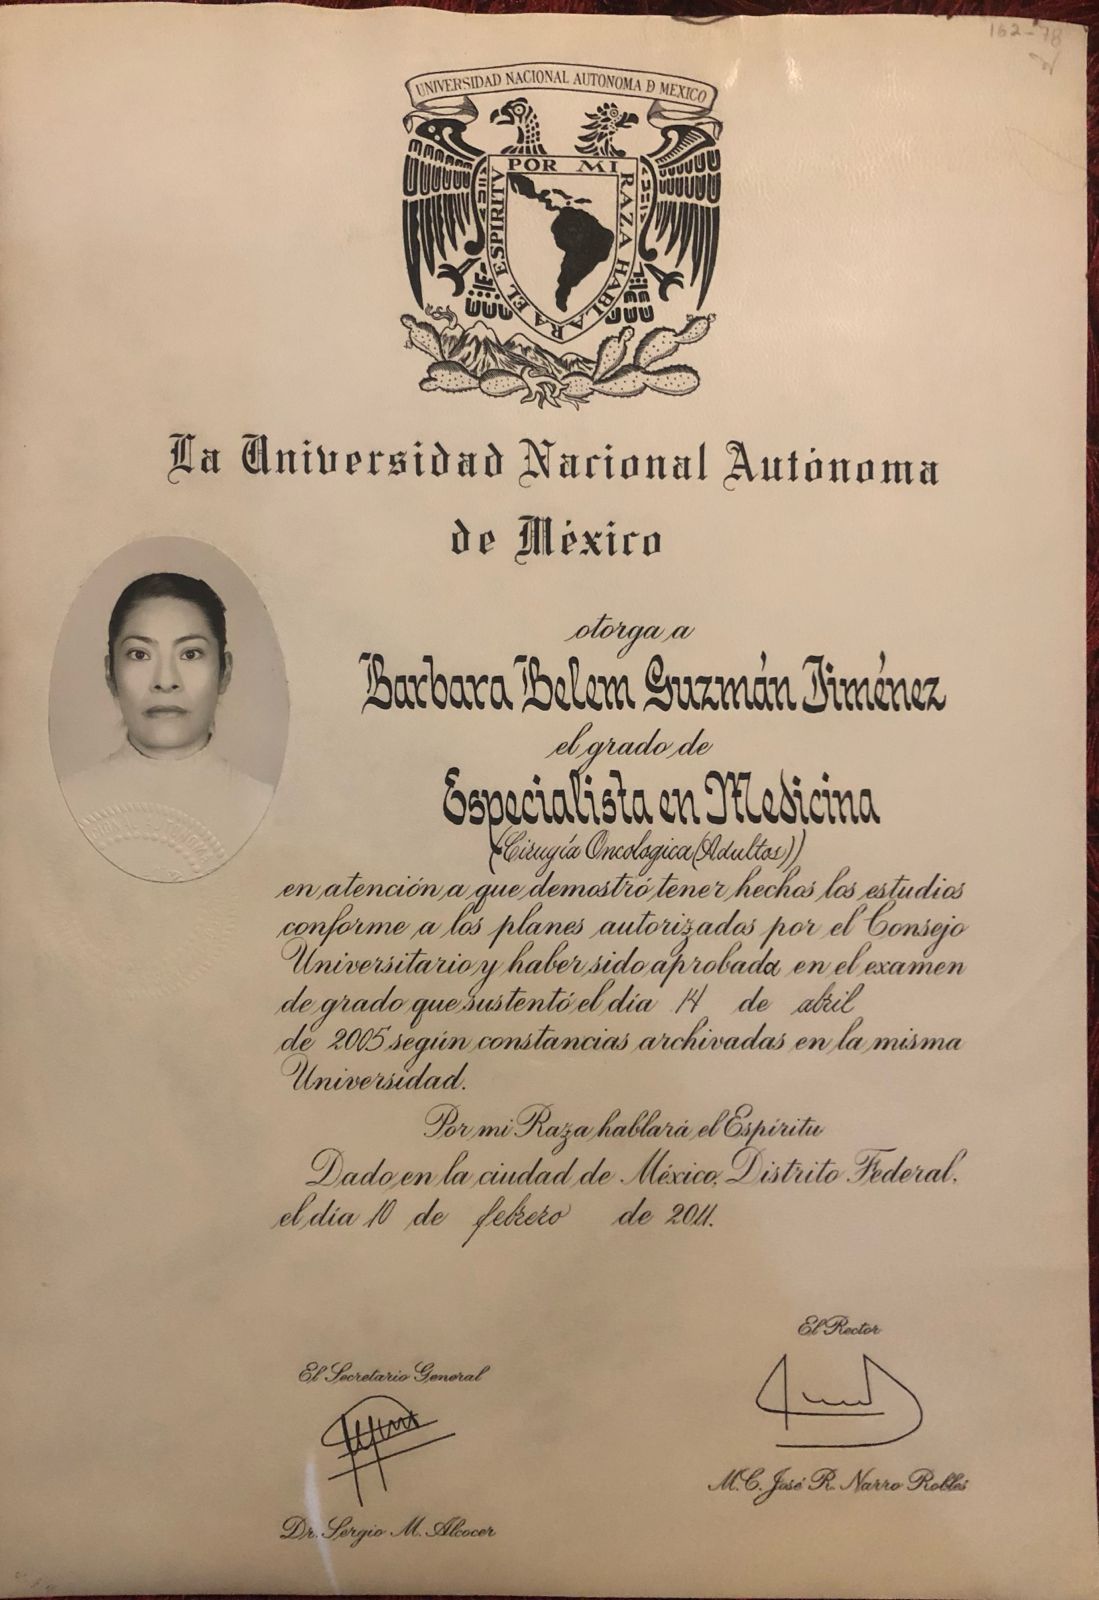 162-78
UNIVERSIDAD NACIONAL AUTONOMA D MEXICO
POR MI RAZA HABLARA EL ESPIRITV
La Universidad Nacional Autónoma
de México
otorga a
Barbara Belem Guzmán Jiménez
el grado de
Especialista en Medicina
(Cirugía Oncologica (Adultos))
en atención a que demostró tener hechos los estudios
conforme a los planes autorizados por el Consejo
Universitario y haber sido aprobada en el examen
de grado que sustentó el día 14 de abril
de 2005 según constancias archivadas en la misma
Universidad.
Por mi Raza hablará el Espíritu
Dado en la ciudad de México, Distrito Federal,
el día 10 de febrero de 2011.
El Rector
El Secretario General
M.C. José R. Narro Robles
Dr. Sergio M. Alcocer